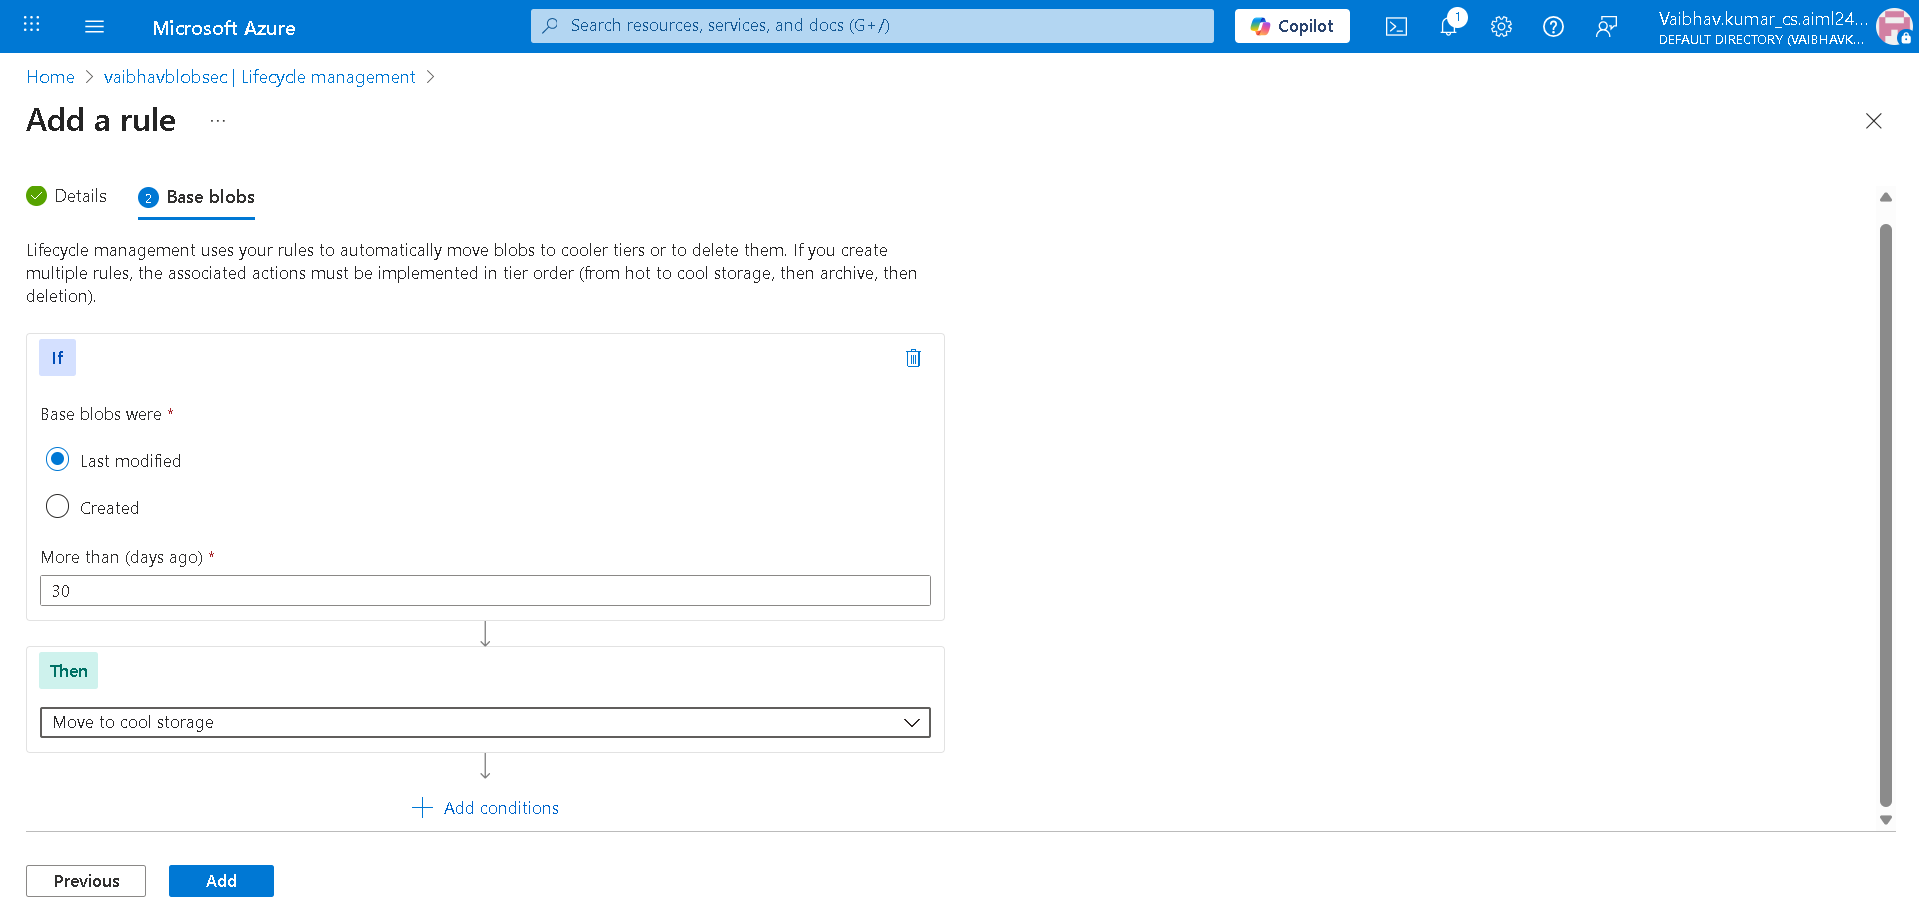 Microsoft Azure
Search resources, services, and docs (G+/)
Copilot
1
Vaibhav.kumar_cs.aiml24...
DEFAULT DIRECTORY (VAIBHAVK...
Home > vaibhavblobsec | Lifecycle management >
Add a rule ...
Details
2 Base blobs
Lifecycle management uses your rules to automatically move blobs to cooler tiers or to delete them. If you create
multiple rules, the associated actions must be implemented in tier order (from hot to cool storage, then archive, then
deletion).
If
Base blobs were *
Last modified
Created
More than (days ago) *
30
Then
Move to cool storage
Add conditions
Previous
Add